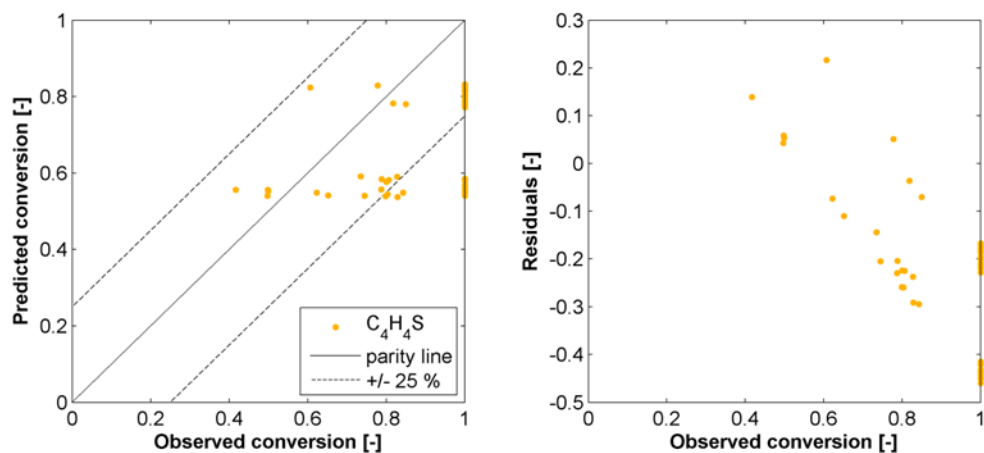 Predicted conversion [-]
1
0.8
0.6
0.4
0.2
0
0 0.2 0.4 0.6 0.8 1
Observed conversion [-]
C4H4S
parity line
+/- 25 %
Residuals [-]
0.3
0.2
0.1
0
-0.1
-0.2
-0.3
-0.4
-0.5
0 0.2 0.4 0.6 0.8 1
Observed conversion [-]